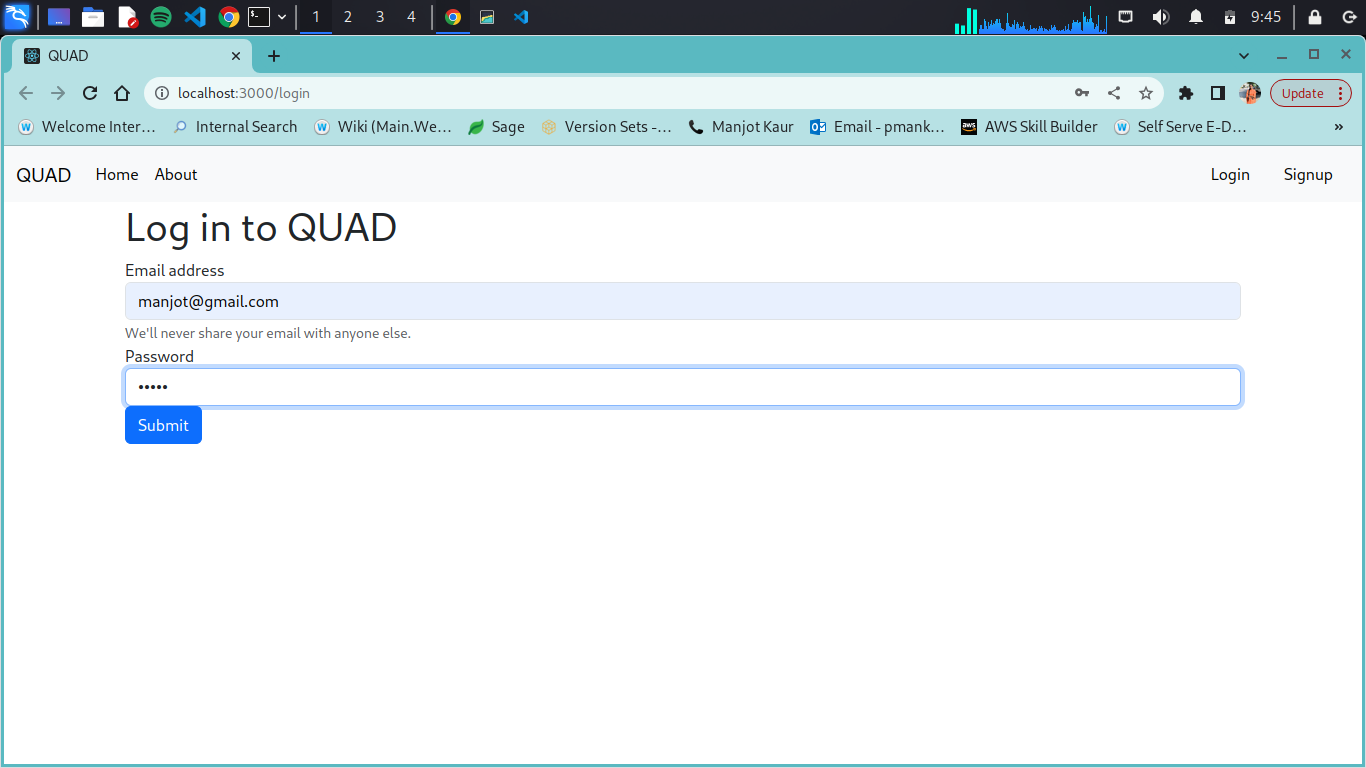 1 2 3 4 9:45
QUAD
localhost:3000/login Update
Welcome Inter… Internal Search Wiki (Main.We… Sage Version Sets -… Manjot Kaur Email - pmank… AWS Skill Builder Self Serve E-D… »
QUAD Home About Login Signup
Log in to QUAD
Email address
manjot@gmail.com
We'll never share your email with anyone else.
Password
•••••
Submit